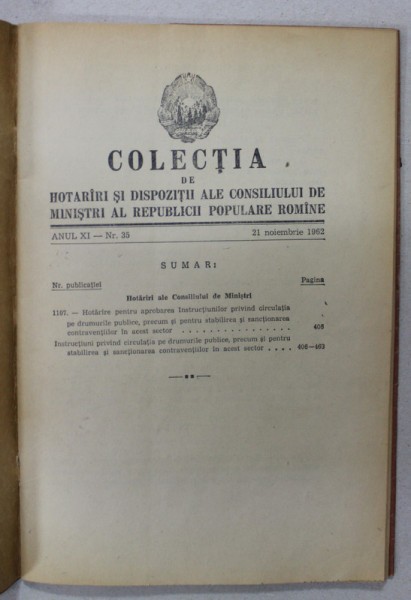 COLECȚIA
DE
HOTARÎRI ȘI DISPOZIȚII ALE CONSILIULUI DE
MINIȘTRI AL REPUBLICII POPULARE ROMÎNE
ANUL XI — Nr. 35 21 noiembrie 1962
SUMAR:
Nr. publicației Pagina
Hotărîri ale Consiliului de Miniștri
1167. — Hotărîre pentru aprobarea Instrucțiunilor privind circulația
pe drumurile publice, precum și pentru stabilirea și sancționarea
contravențiilor în acest sector . . . . . . . . . . . . . . . . 408
Instrucțiuni privind circulația pe drumurile publice, precum și pentru
stabilirea și sancționarea contravențiilor în acest sector . . . . 408—463